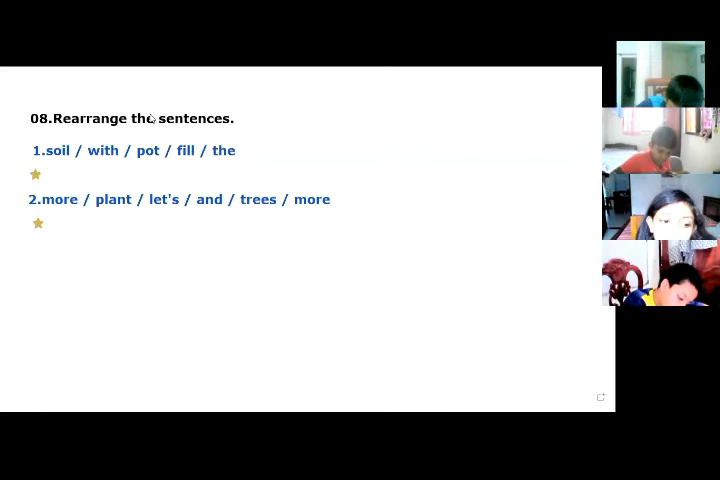 08.Rearrange the sentences.
1.soil / with / pot / fill / the
2.more / plant / let's / and / trees / more